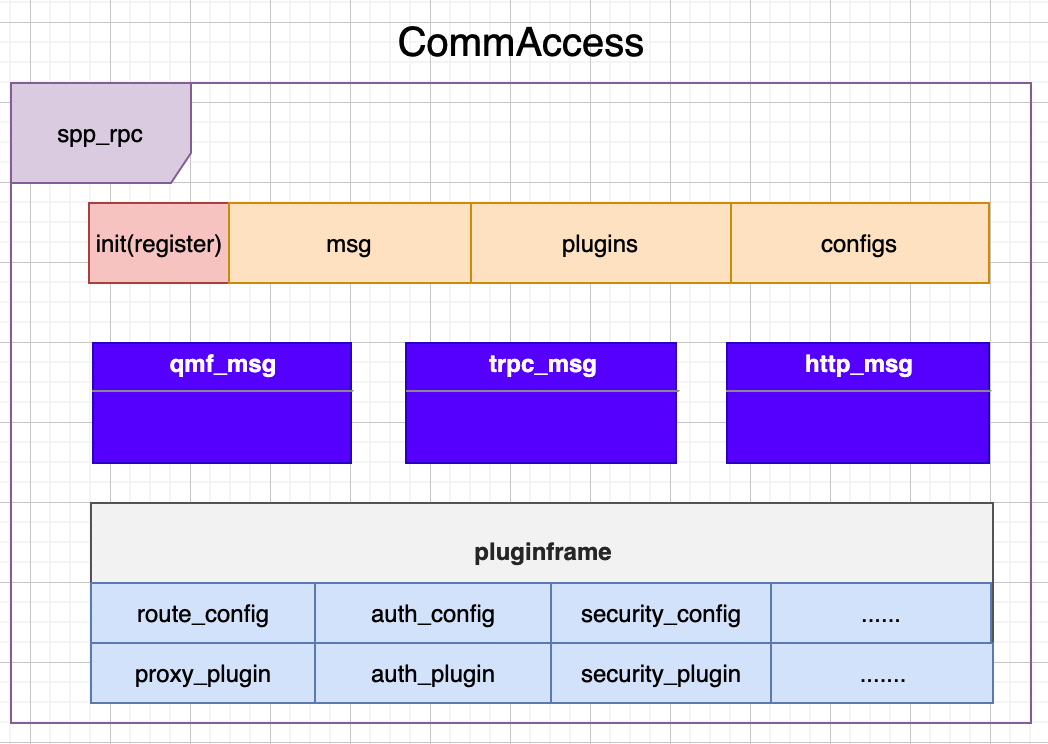 CommAccess
spp_rpc
init(register) msg plugins configs
qmf_msg trpc_msg http_msg
pluginframe
route_config auth_config security_config ......
proxy_plugin auth_plugin security_plugin .......